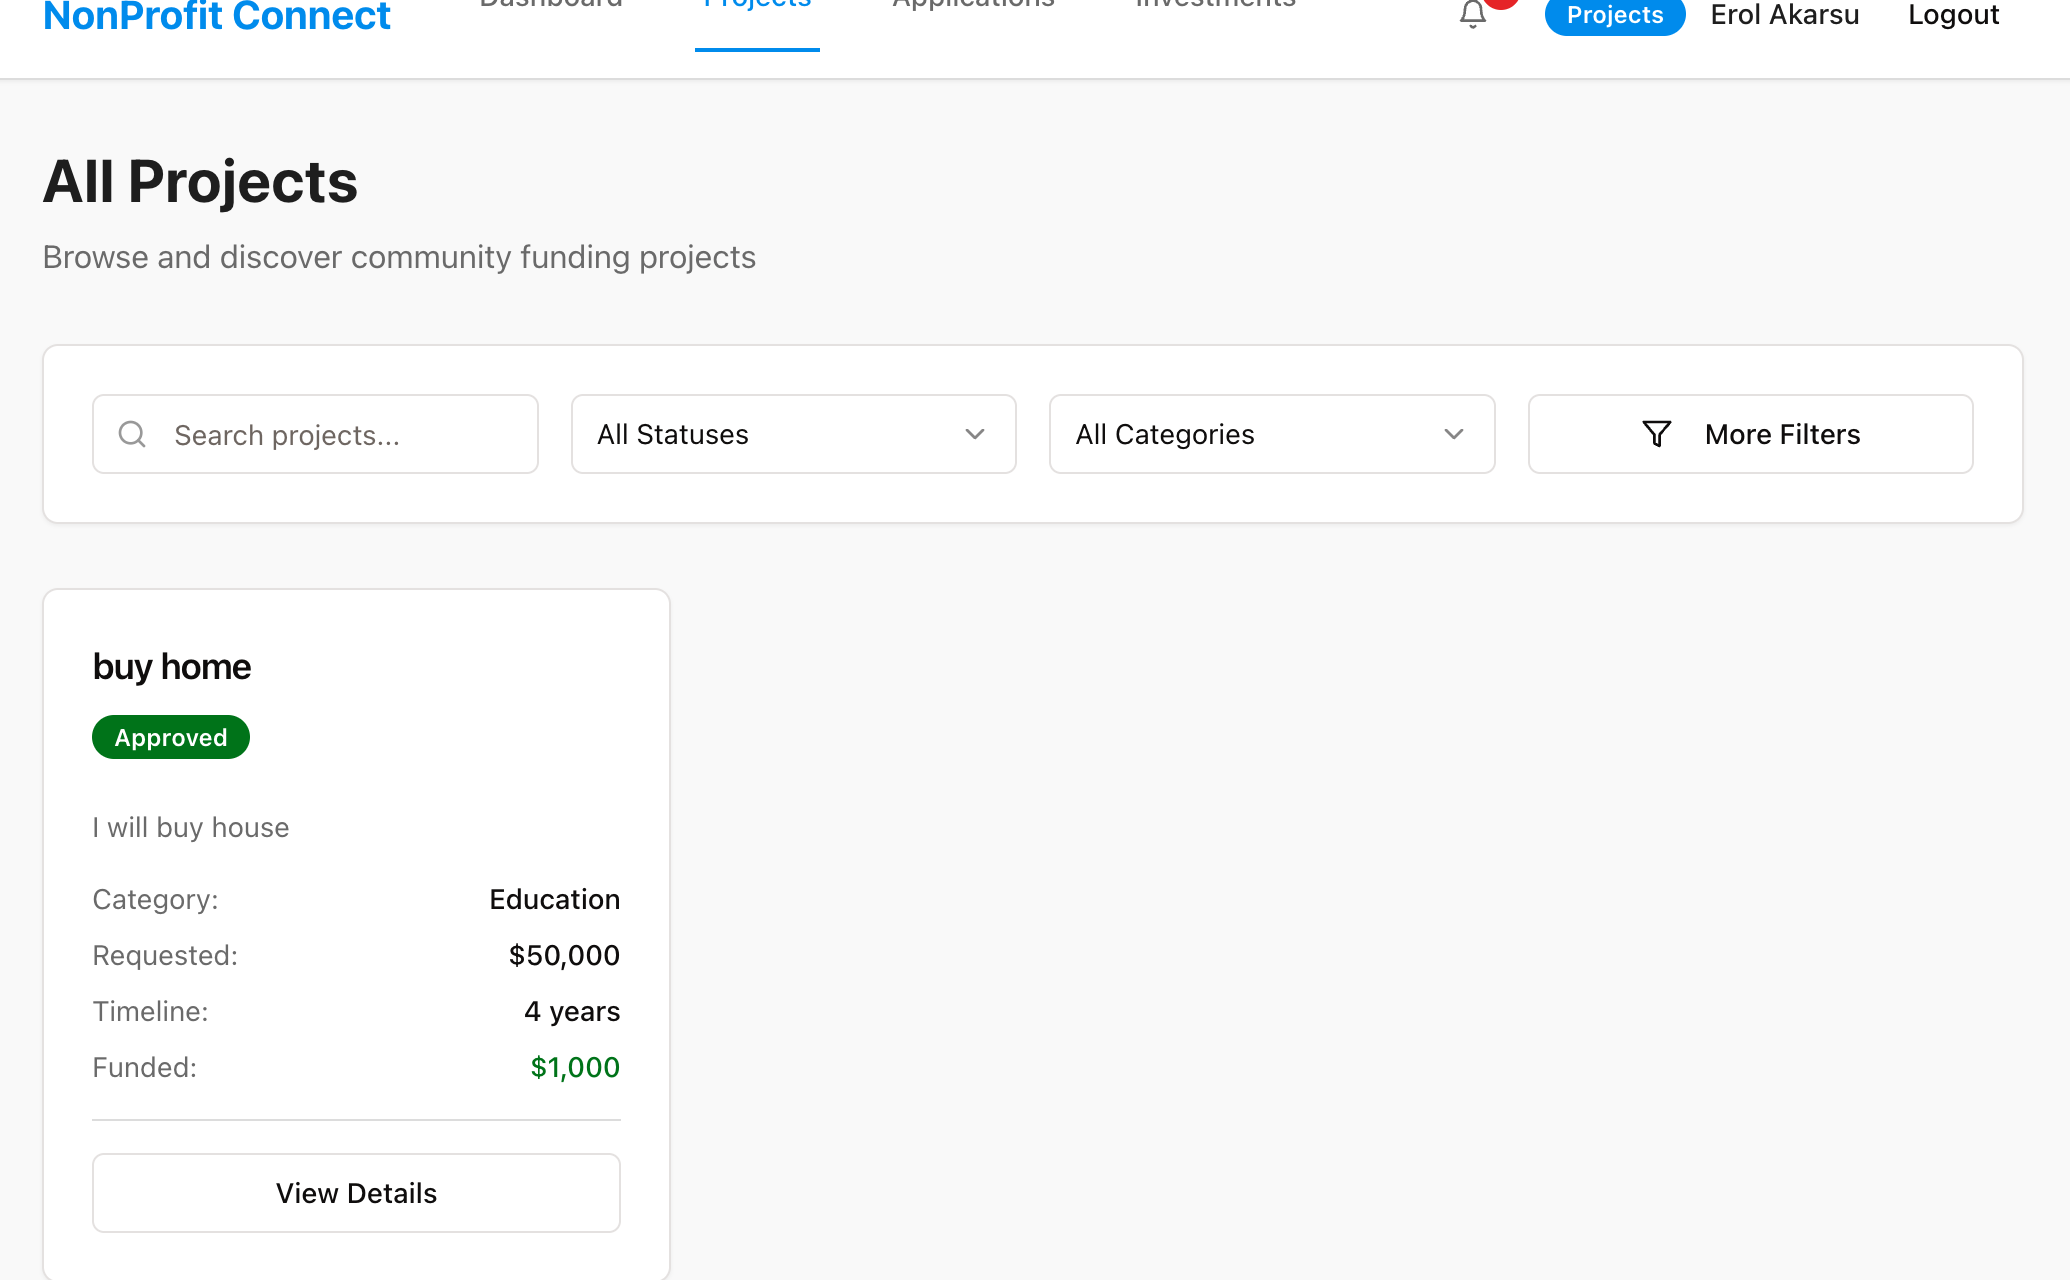 NonProfit Connect
Dashboard
Projects
Applications
Investments
Projects
Erol Akarsu
Logout
All Projects
Browse and discover community funding projects
Search projects...
All Statuses
All Categories
More Filters
buy home
Approved
I will buy house
Category: Education
Requested: $50,000
Timeline: 4 years
Funded: $1,000
View Details